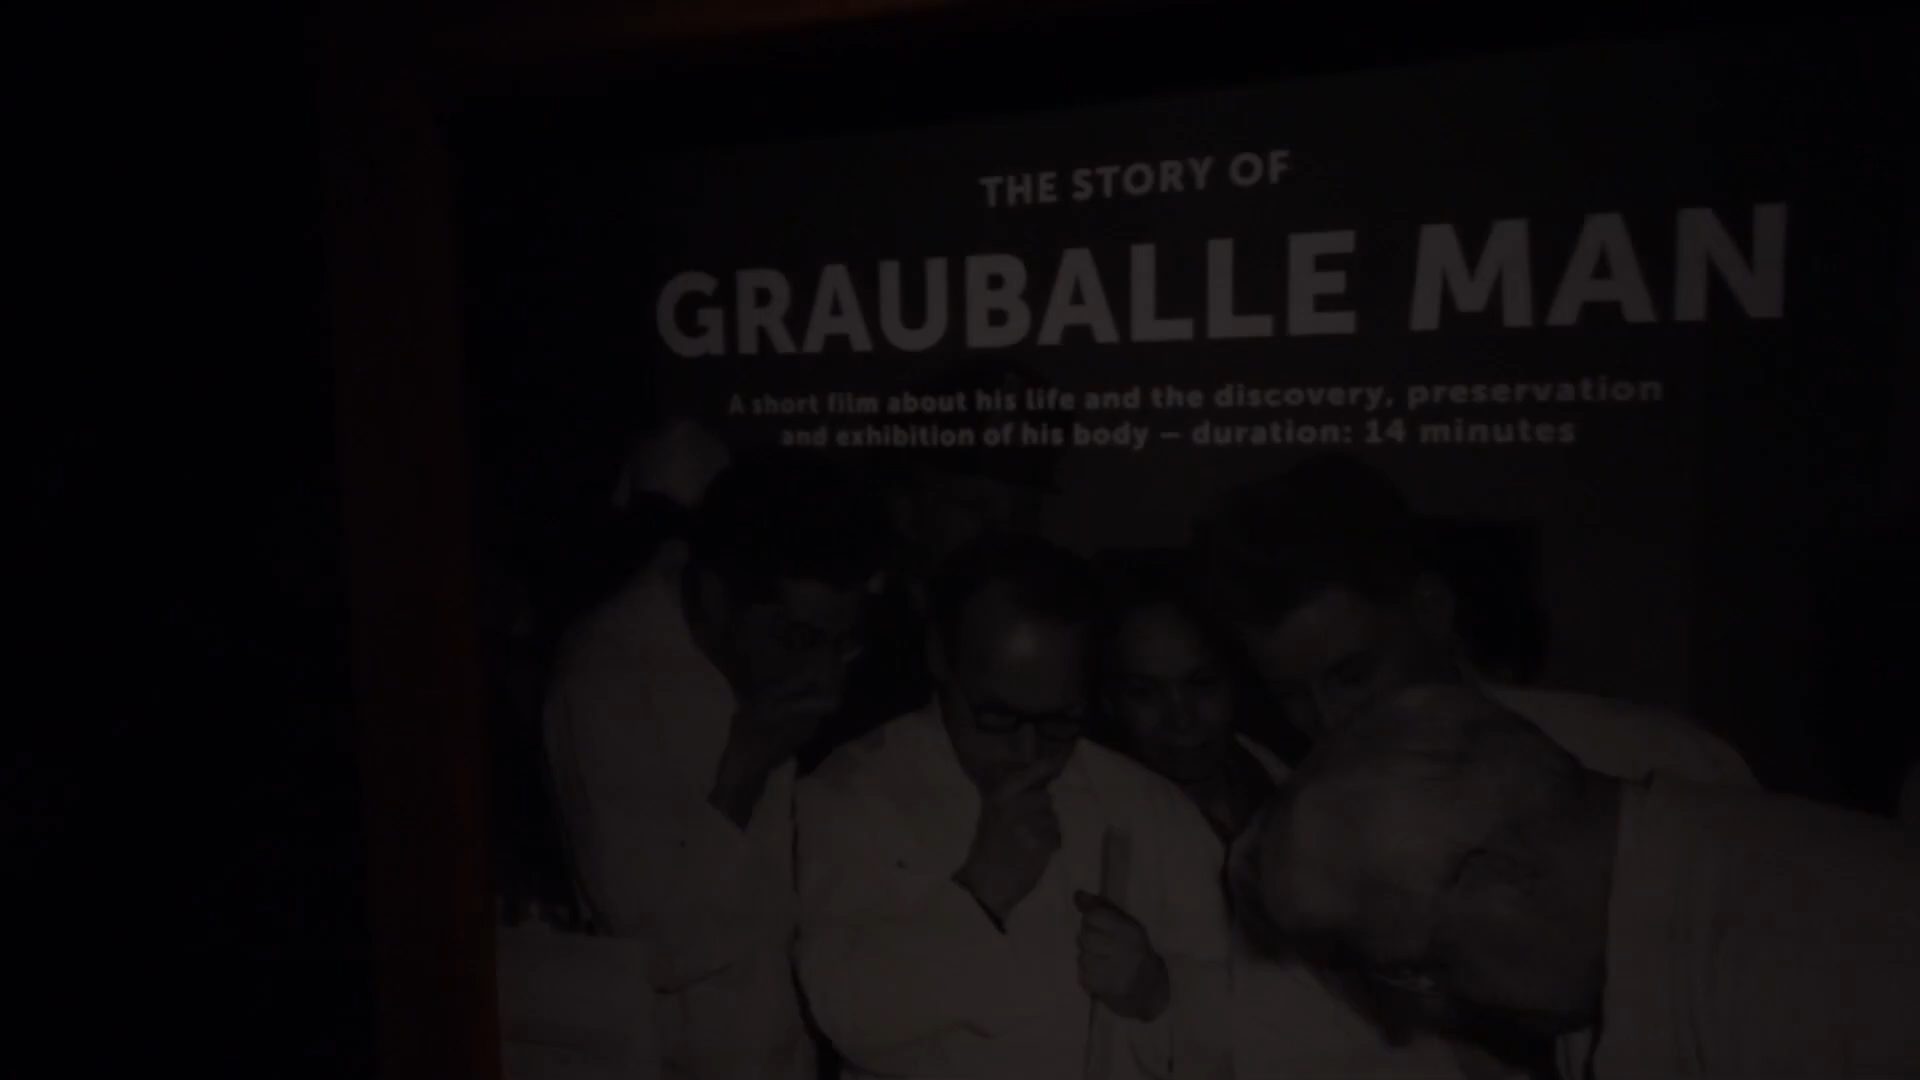 THE STORY OF
GRAUBALLE MAN
A short film about his life and the discovery, preservation
and exhibition of his body – duration: 14 minutes